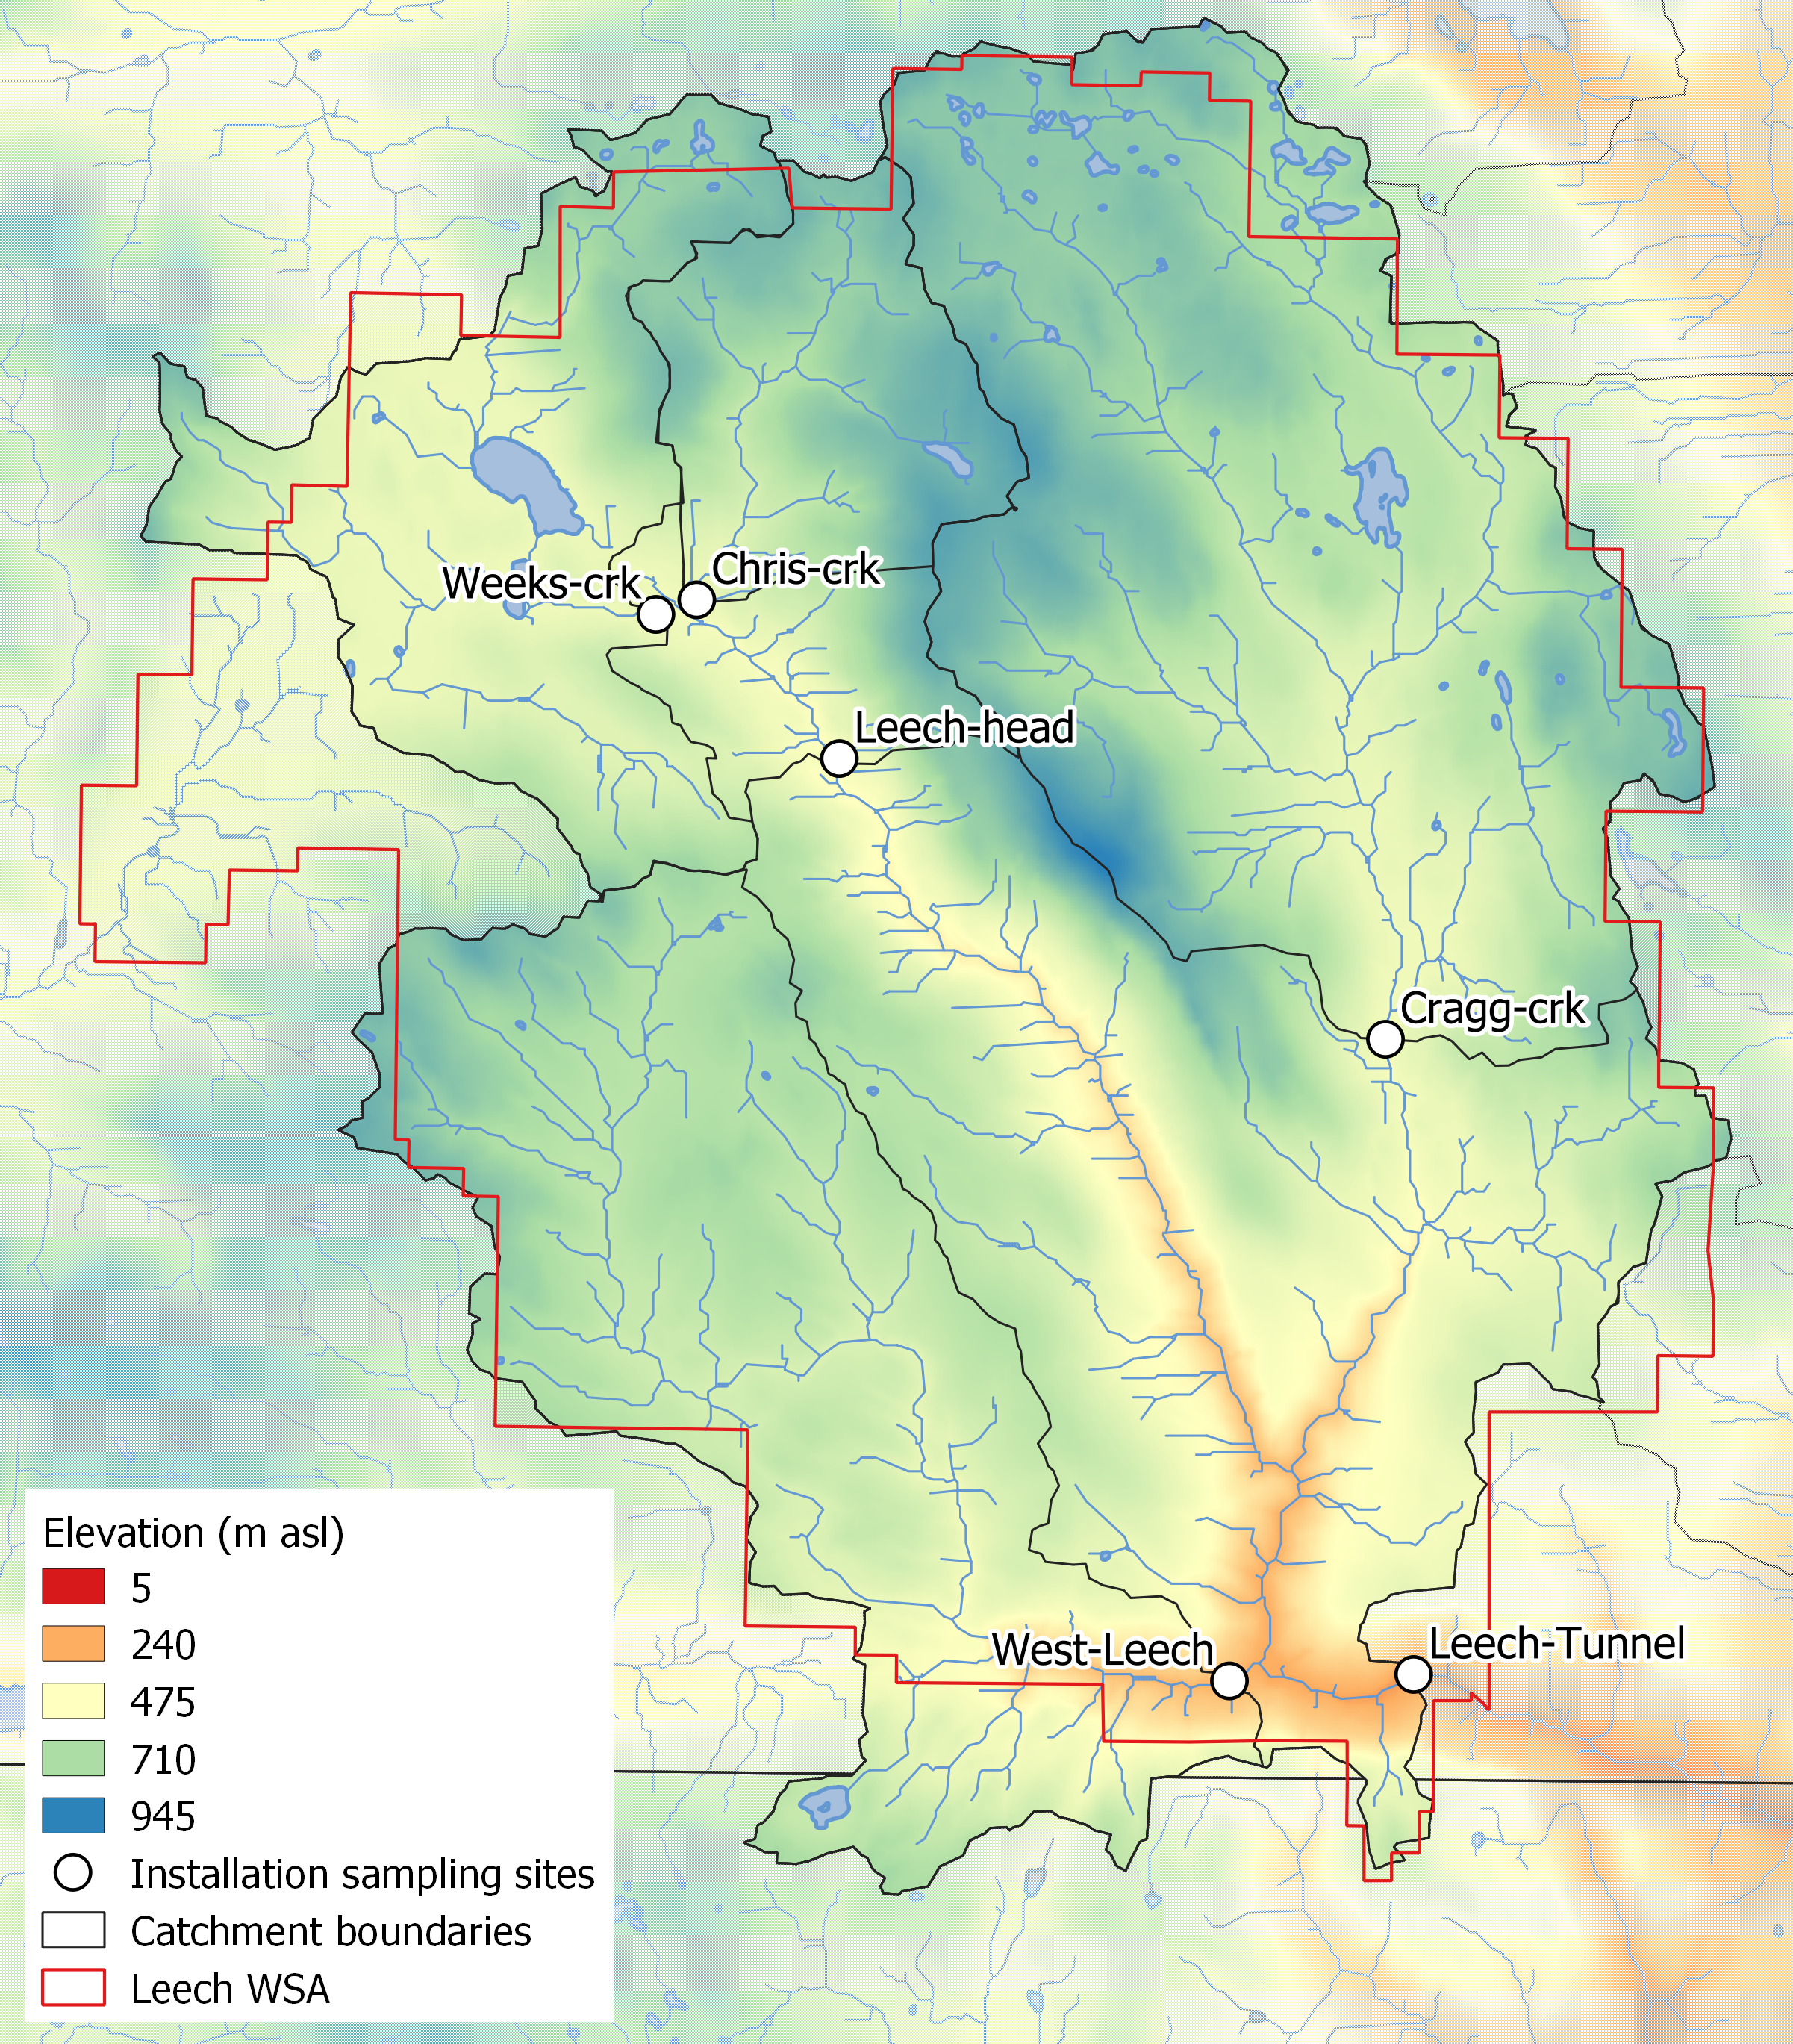 Chris-crk
Weeks-crk
Leech-head
Cragg-crk
West-Leech
Leech-Tunnel
Elevation (m asl)
5
240
475
710
945
Installation sampling sites
Catchment boundaries
Leech WSA